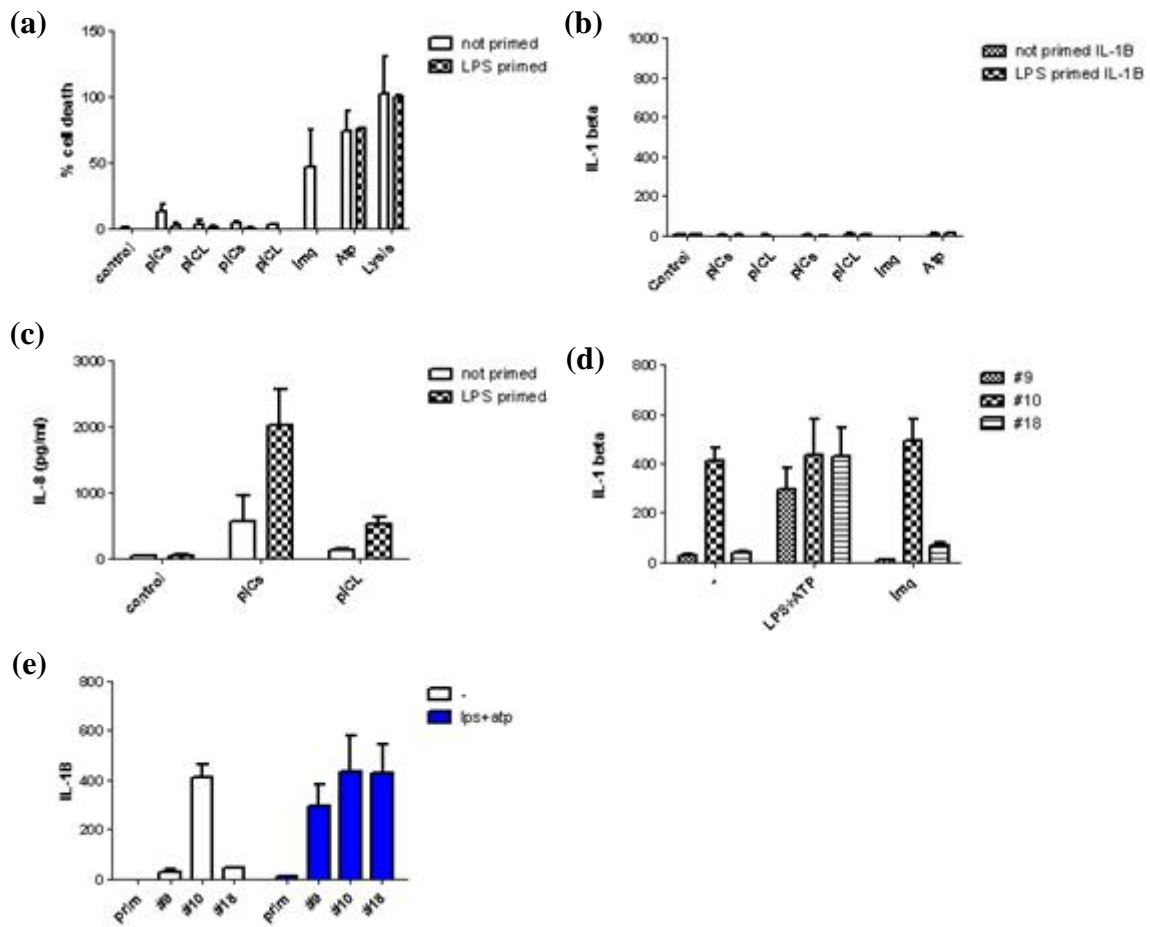 (a)
150
100
50
0
% cell death
not primed
LPS primed
control
pICs
pICL
pICs
pICL
Imq
Atp
Lysis
(b)
1000
800
600
400
200
0
IL-1 beta
not primed IL-1B
LPS primed IL-1B
Control
pICs
pICL
pICs
pICL
Imq
Atp
(c)
3000
2000
1000
0
IL-8 (pg/ml)
not primed
LPS primed
control
pICs
pICL
(d)
800
600
400
200
0
IL-1 beta
#9
#10
#18
-
LPS+ATP
Imq
(e)
800
600
400
200
0
IL-1B
-
lps+atp
prim
#9
#10
#18
prim
#9
#10
#18